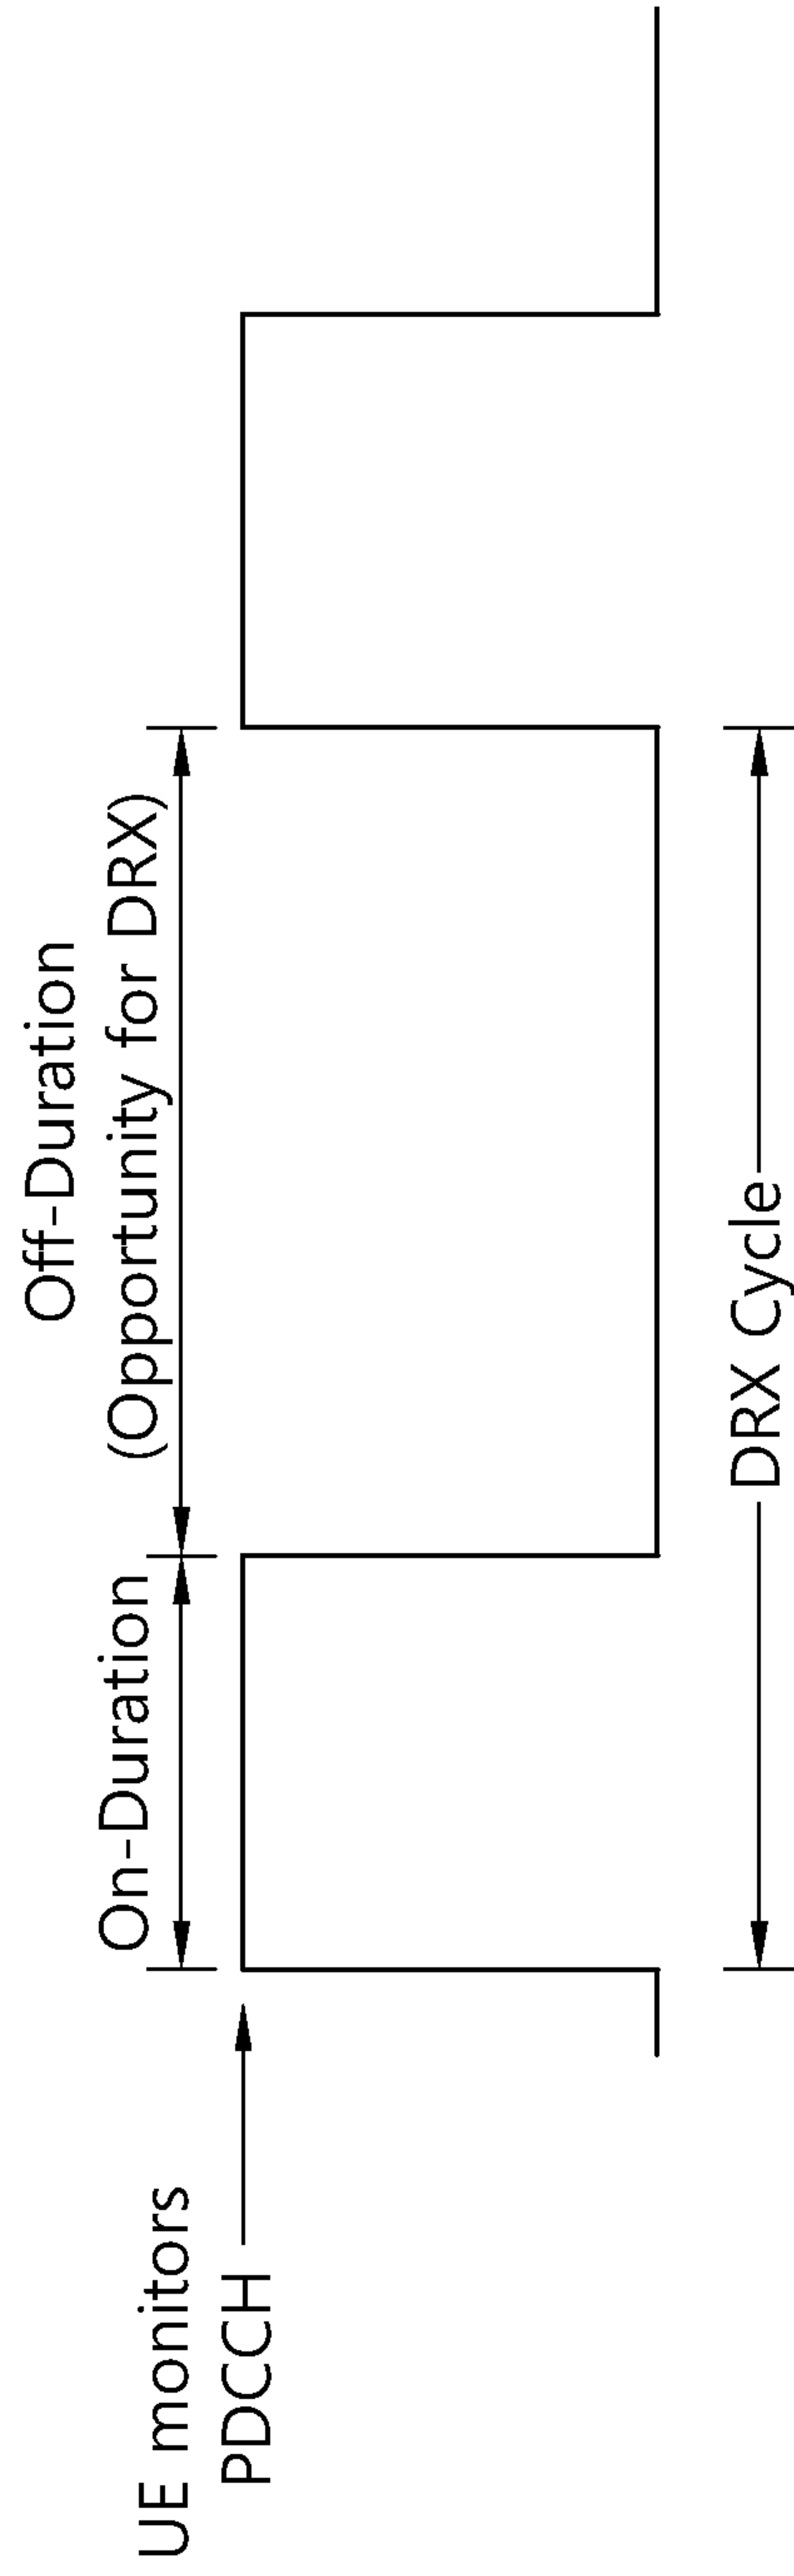 UE monitors
PDCCH
On-Duration
Off-Duration
(Opportunity for DRX)
DRX Cycle